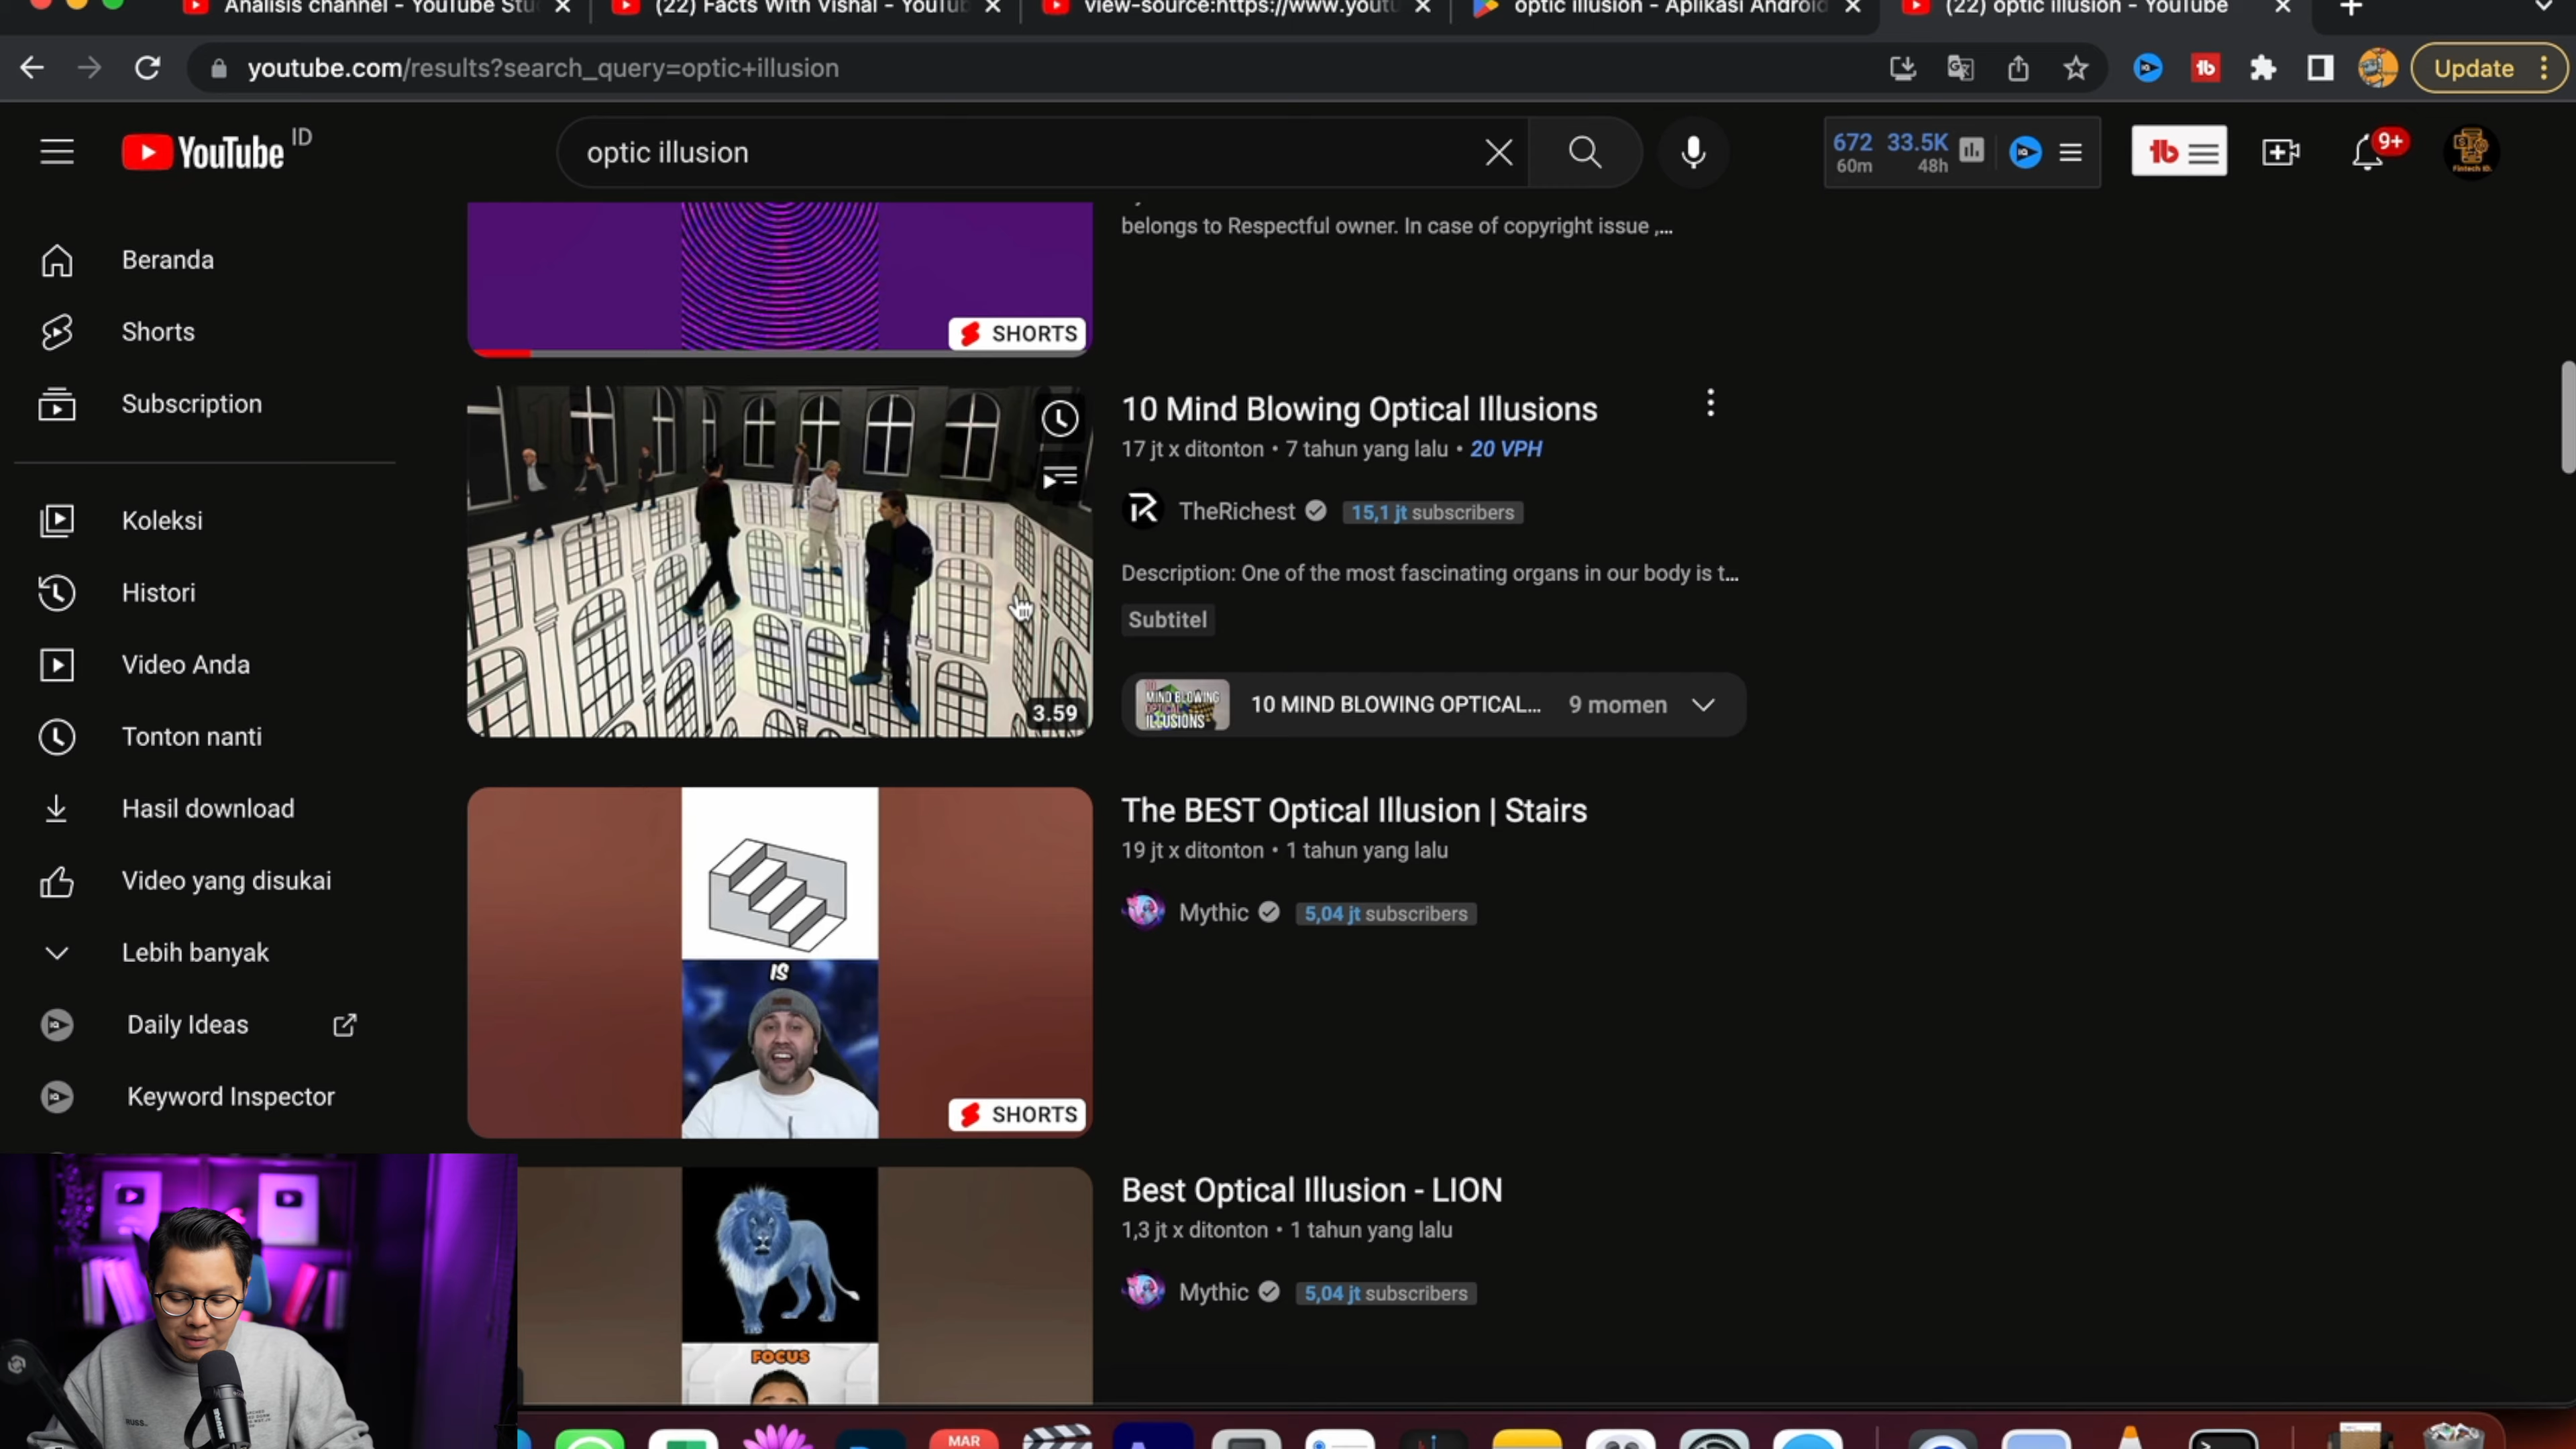 Analisis channel - YouTube Stu
(22) Facts With Vishal - YouTub
view-source:https://www.youtu
optic illusion - Aplikasi Android
(22) optic illusion - YouTube
youtube.com/results?search_query=optic+illusion
Update
YouTube ID
optic illusion
672 33.5K
60m 48h
9+
Beranda
Shorts
Subscription
Koleksi
Histori
Video Anda
Tonton nanti
Hasil download
Video yang disukai
Lebih banyak
Daily Ideas
Keyword Inspector
SHORTS
belongs to Respectful owner. In case of copyright issue ,...
3.59
10 Mind Blowing Optical Illusions
17 jt x ditonton • 7 tahun yang lalu • 20 VPH
TheRichest 15,1 jt subscribers
Description: One of the most fascinating organs in our body is t...
Subtitel
MIND BLOWING
OPTICAL
ILLUSIONS
10 MIND BLOWING OPTICAL... 9 momen
IS
SHORTS
The BEST Optical Illusion | Stairs
19 jt x ditonton • 1 tahun yang lalu
Mythic 5,04 jt subscribers
FOCUS
Best Optical Illusion - LION
1,3 jt x ditonton • 1 tahun yang lalu
Mythic 5,04 jt subscribers
MAR